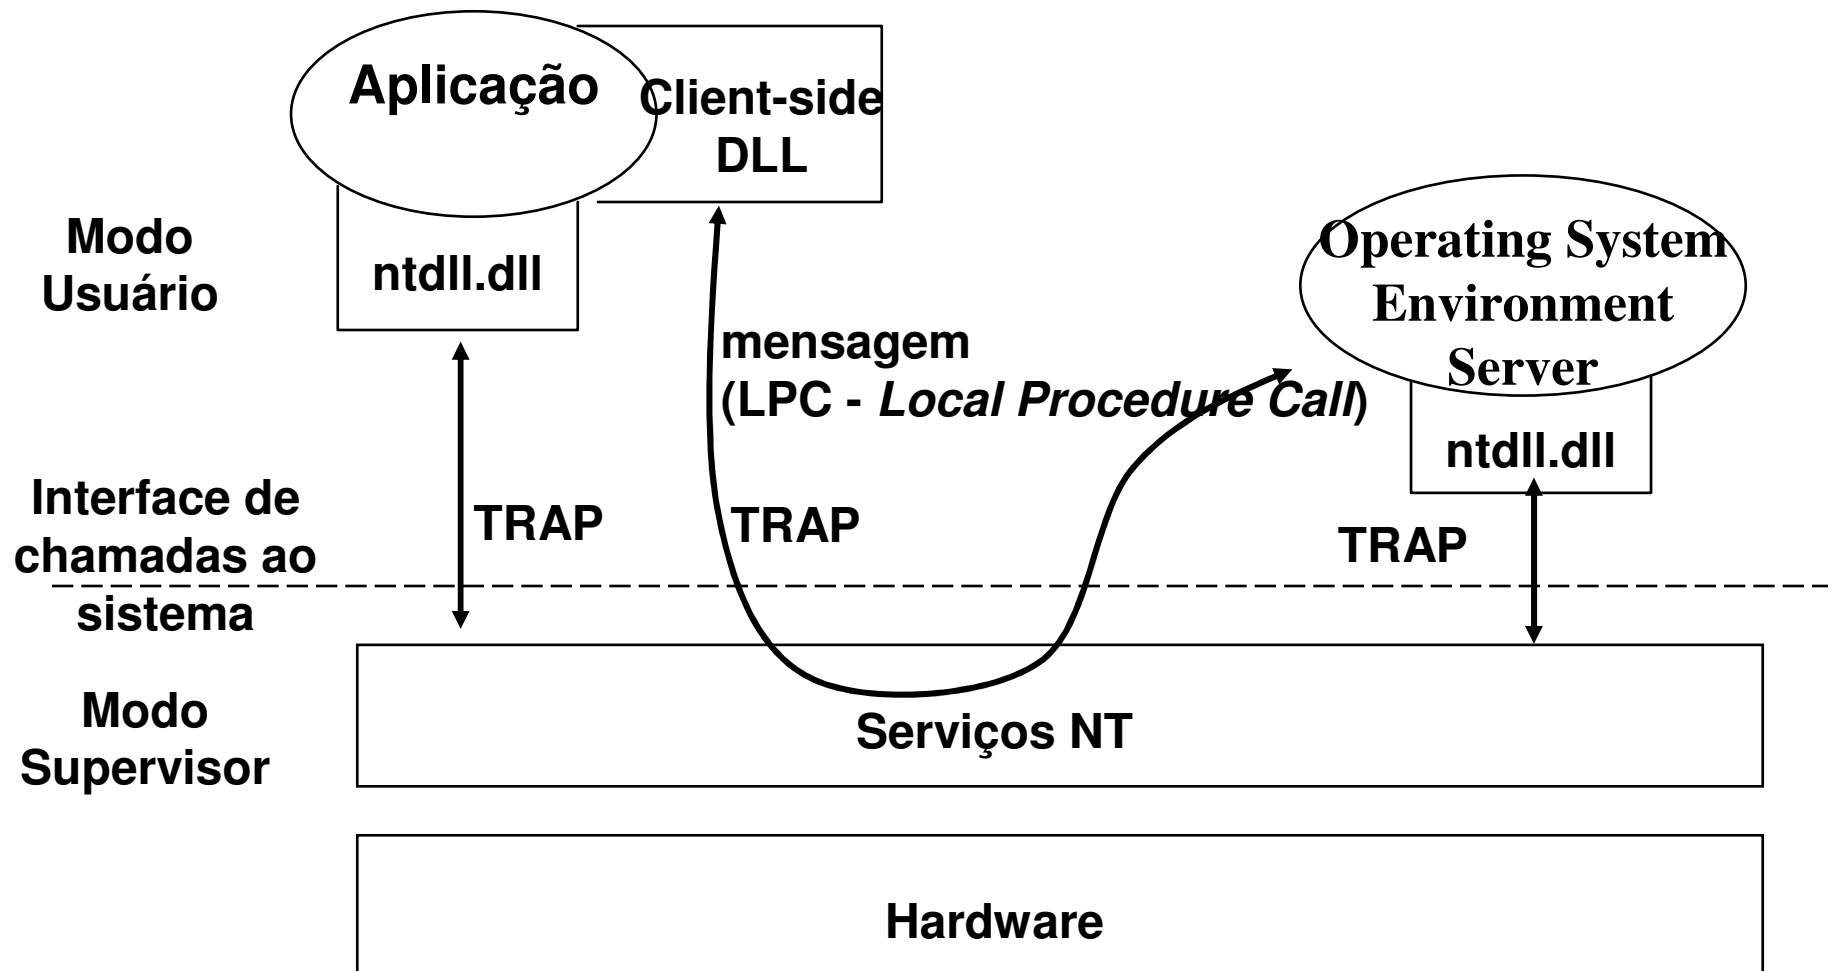 Aplicação
Client-side
DLL
Modo
Usuário
ntdll.dll
Operating System
Environment
Server
mensagem
(LPC - Local Procedure Call)
ntdll.dll
Interface de
chamadas ao
sistema
TRAP
TRAP
TRAP
Modo
Supervisor
Serviços NT
Hardware